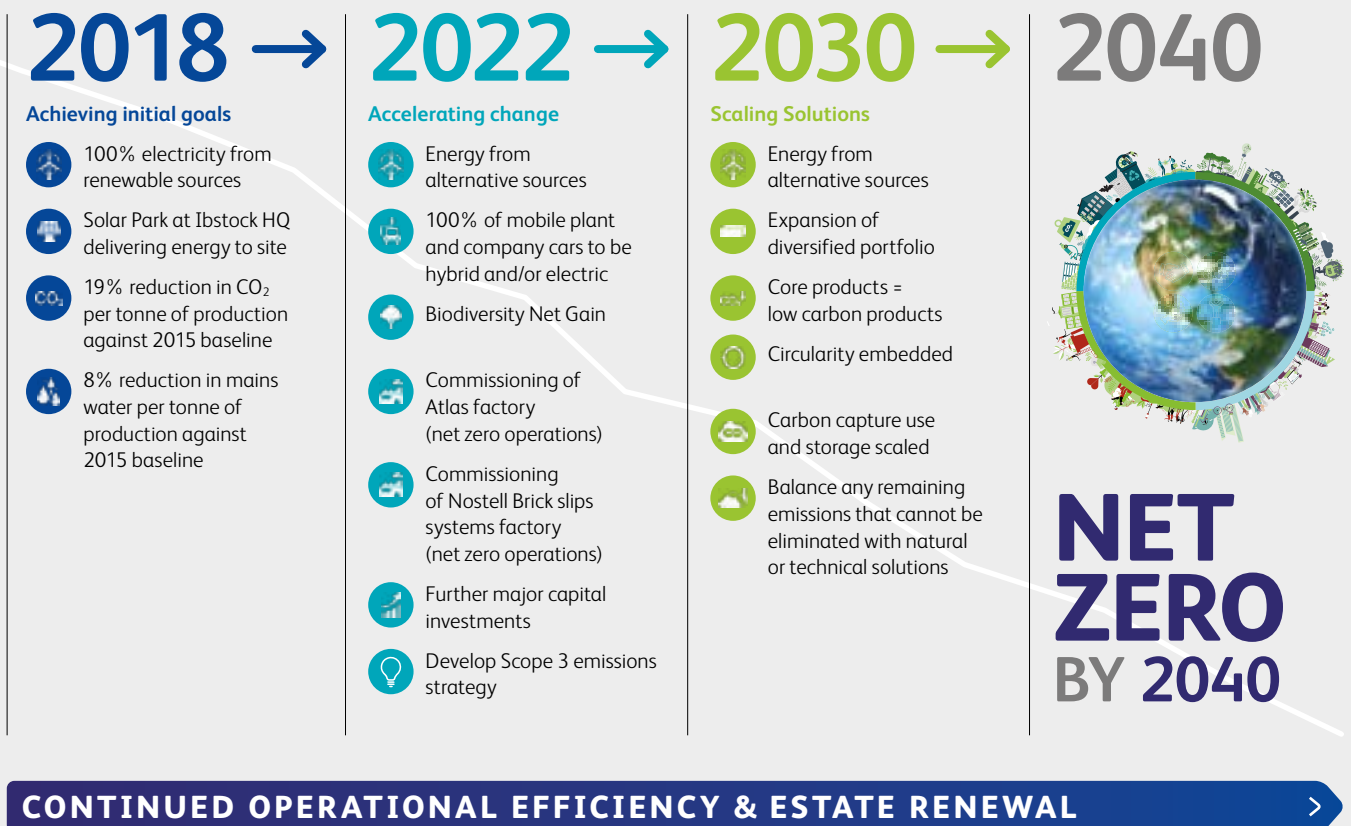 2018
Achieving initial goals
100% electricity from
renewable sources
Solar Park at Ibstock HQ
delivering energy to site
CO₂
19% reduction in CO₂
per tonne of production
against 2015 baseline
8% reduction in mains
water per tonne of
production against
2015 baseline
2022
Accelerating change
Energy from
alternative sources
100% of mobile plant
and company cars to be
hybrid and/or electric
Biodiversity Net Gain
Commissioning of
Atlas factory
(net zero operations)
Commissioning
of Nostell Brick slips
systems factory
(net zero operations)
Further major capital
investments
Develop Scope 3 emissions
strategy
2030
Scaling Solutions
Energy from
alternative sources
Expansion of
diversified portfolio
Core products =
low carbon products
Circularity embedded
Carbon capture use
and storage scaled
Balance any remaining
emissions that cannot be
eliminated with natural
or technical solutions
2040
NET
ZERO
BY 2040
CONTINUED OPERATIONAL EFFICIENCY & ESTATE RENEWAL